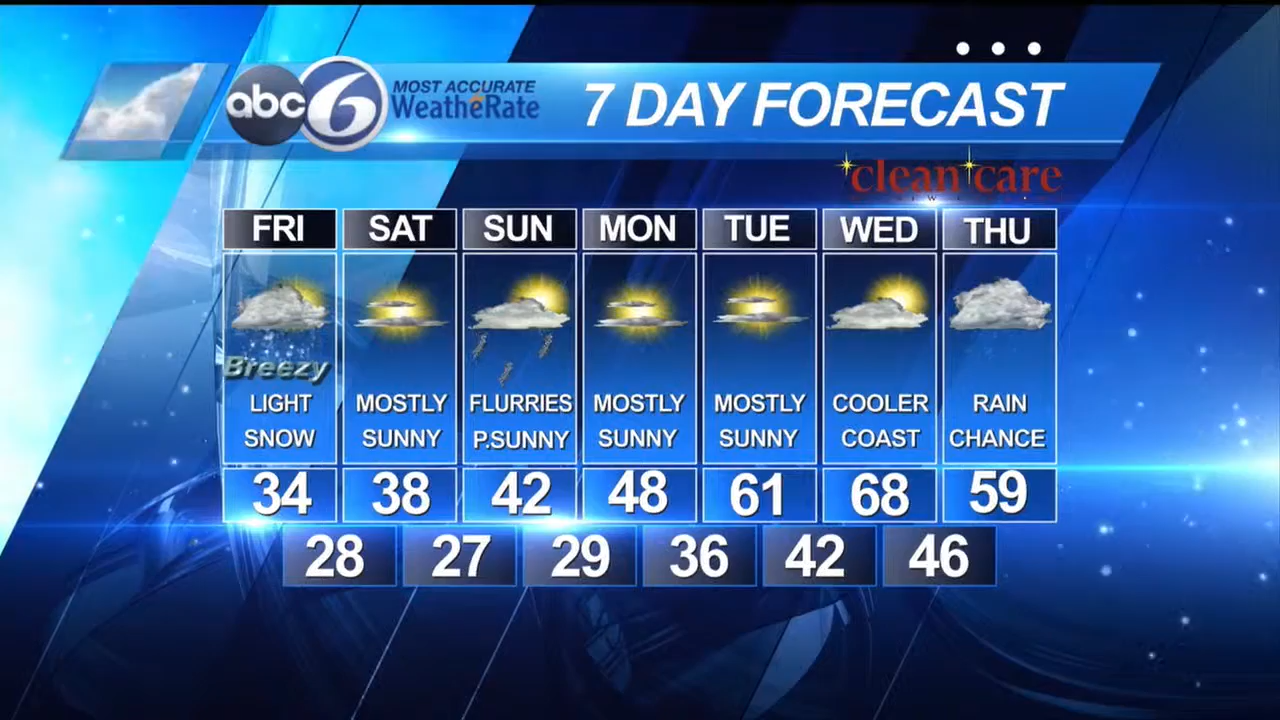 abc 6
MOST ACCURATE
WeatheRate
7 DAY FORECAST
clean care
FRI SAT SUN MON TUE WED THU
Breezy
LIGHT MOSTLY FLURRIES MOSTLY MOSTLY COOLER RAIN
SNOW SUNNY P.SUNNY SUNNY SUNNY COAST CHANCE
34 38 42 48 61 68 59
28 27 29 36 42 46